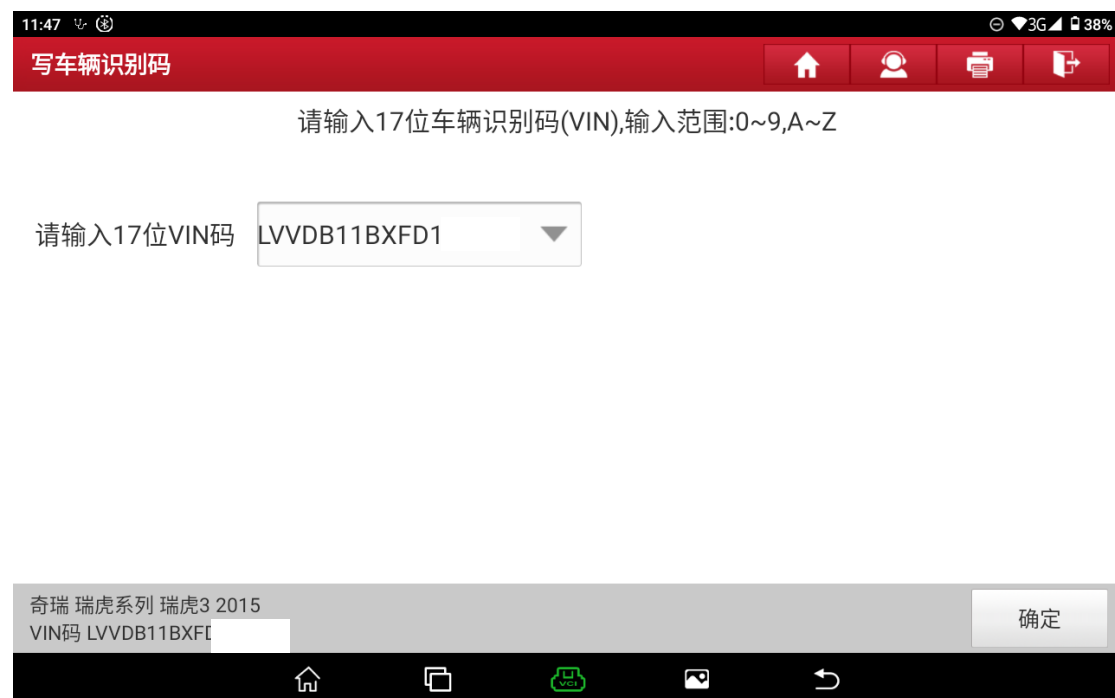 11:47 3G 38%
写车辆识别码
请输入17位车辆识别码(VIN),输入范围:0~9,A~Z
请输入17位VIN码 LVVDB11BXFD1
奇瑞 瑞虎系列 瑞虎3 2015
VIN码 LVVDB11BXFD
确定
VCI